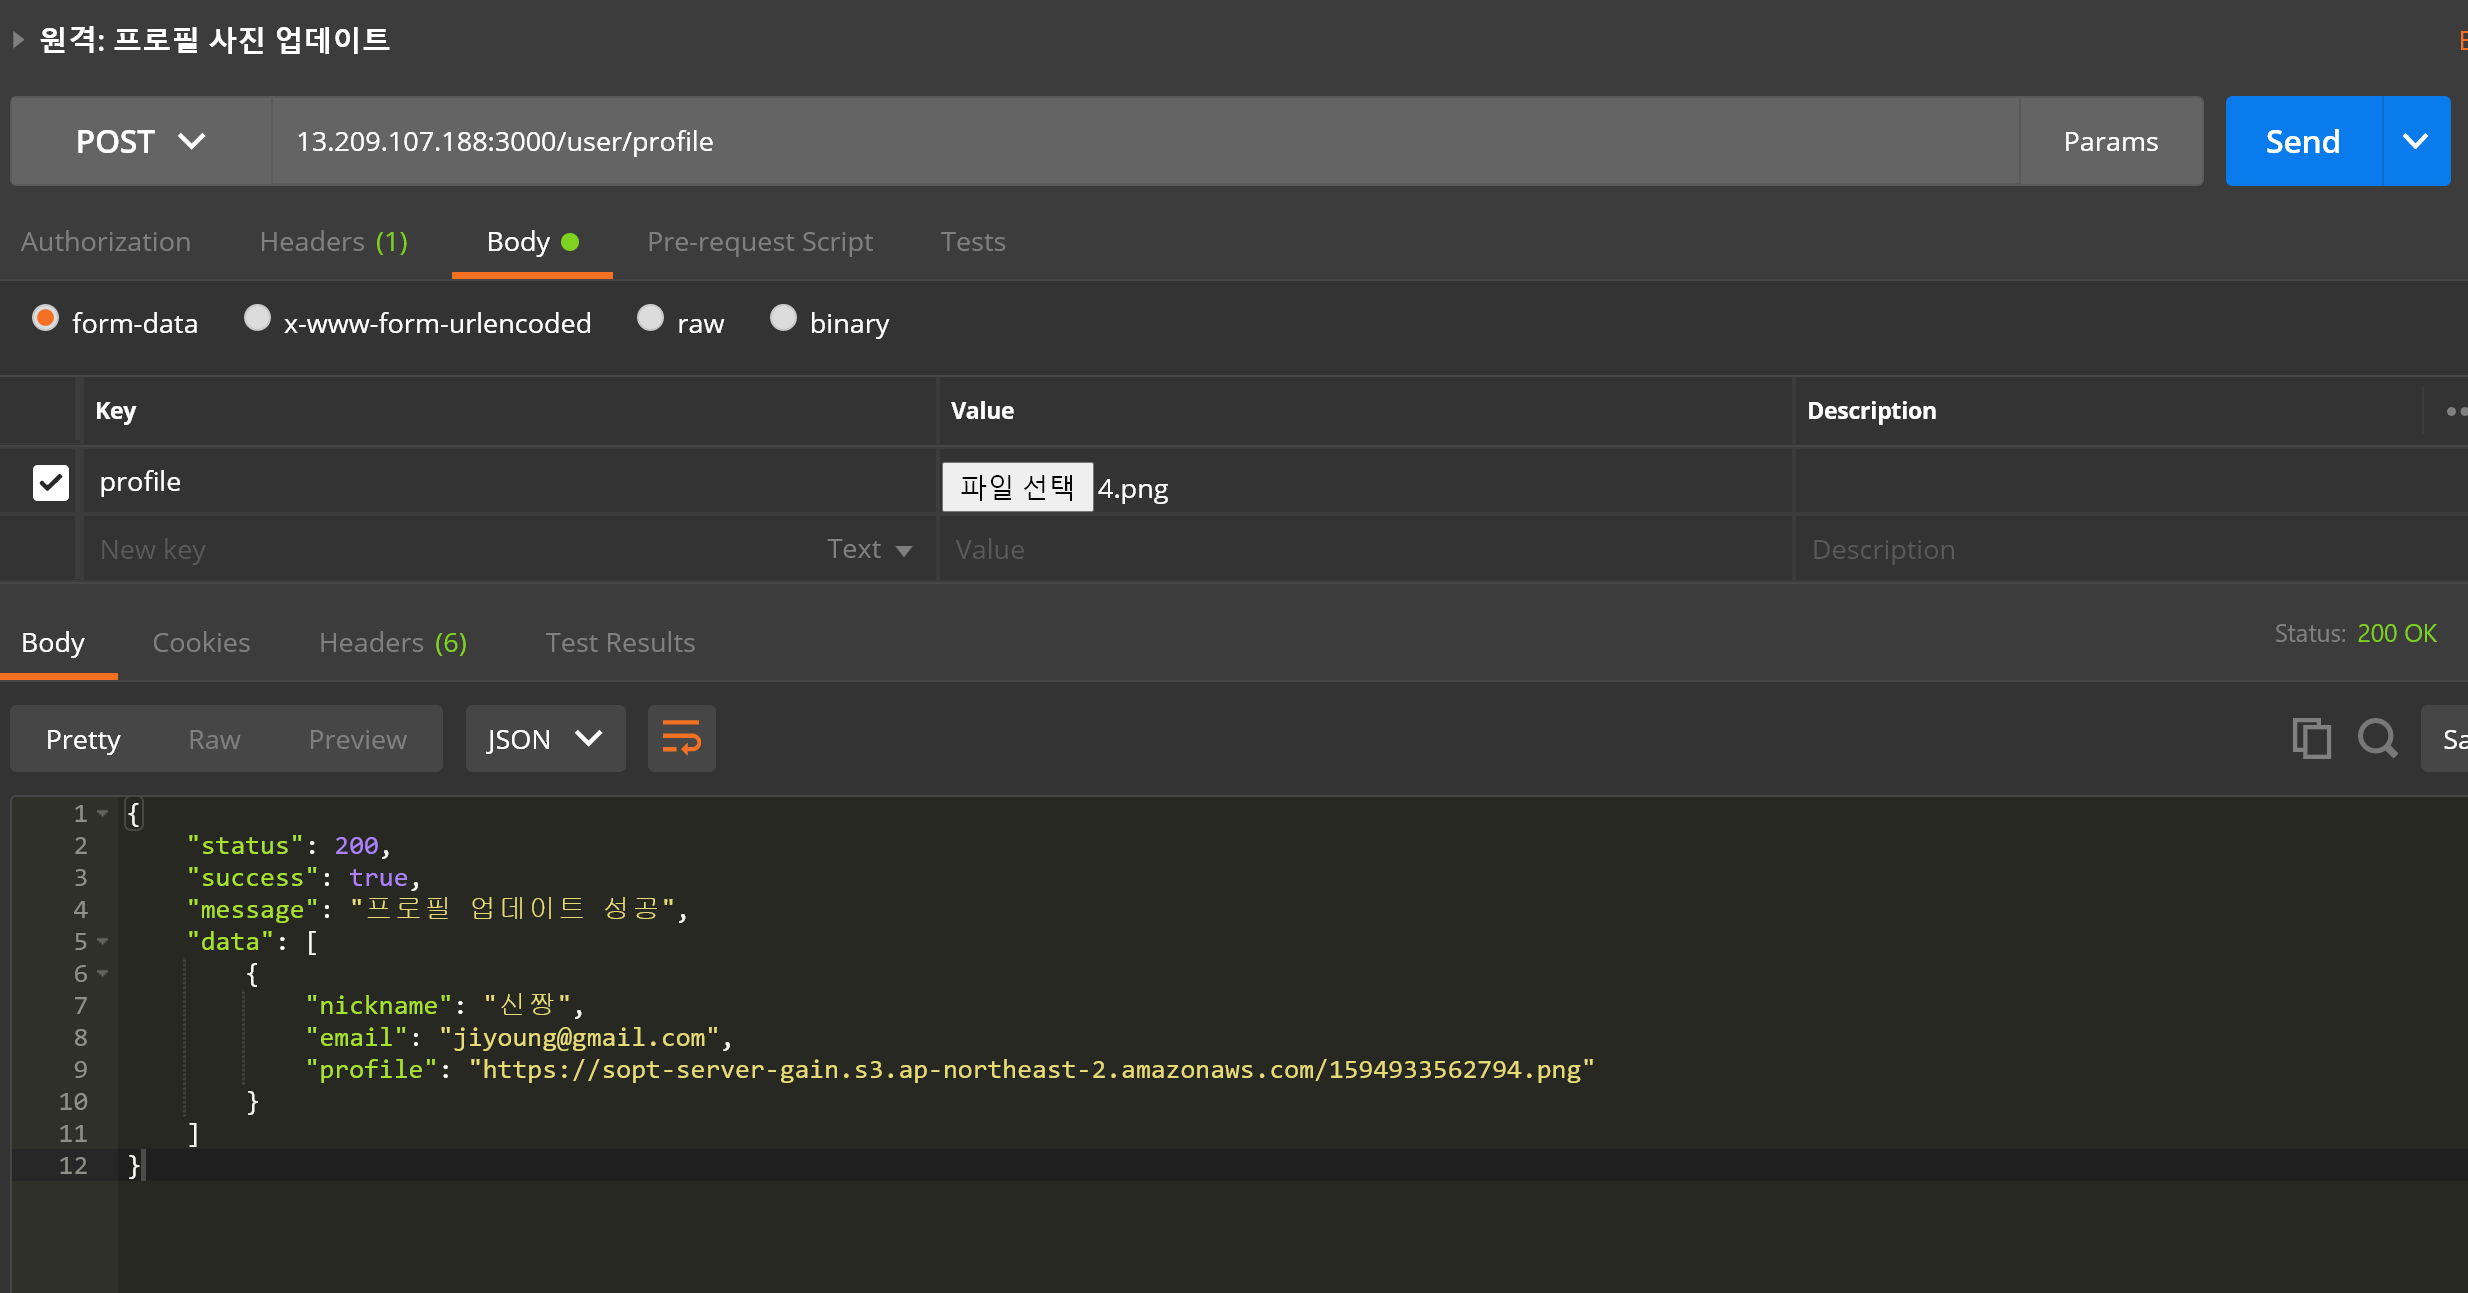 원격: 프로필 사진 업데이트
POST 13.209.107.188:3000/user/profile Params Send
Authorization Headers (1) Body Pre-request Script Tests
form-data x-www-form-urlencoded raw binary
Key Value Description
profile 파일 선택 4.png
New key Text Value Description
Body Cookies Headers (6) Test Results Status: 200 OK
Pretty Raw Preview JSON Sa
1 {
2 "status": 200,
3 "success": true,
4 "message": "프로필 업데이트 성공",
5 "data": [
6 {
7 "nickname": "신짱",
8 "email": "jiyoung@gmail.com",
9 "profile": "https://sopt-server-gain.s3.ap-northeast-2.amazonaws.com/1594933562794.png"
10 }
11 ]
12 }